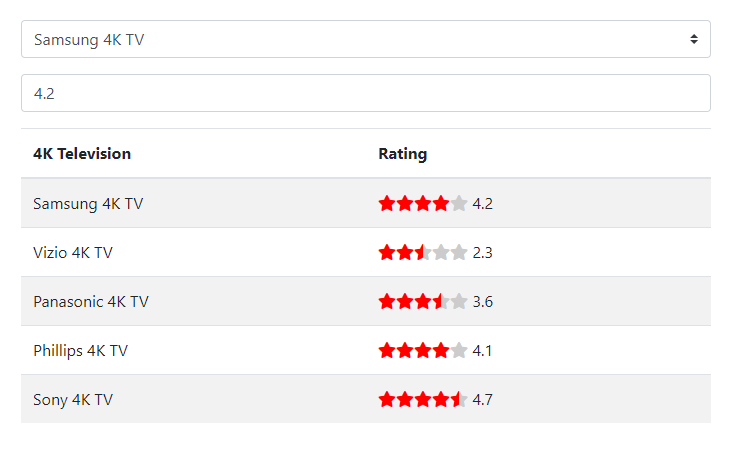 Samsung 4K TV
4.2
4K Television Rating
Samsung 4K TV 4.2
Vizio 4K TV 2.3
Panasonic 4K TV 3.6
Phillips 4K TV 4.1
Sony 4K TV 4.7